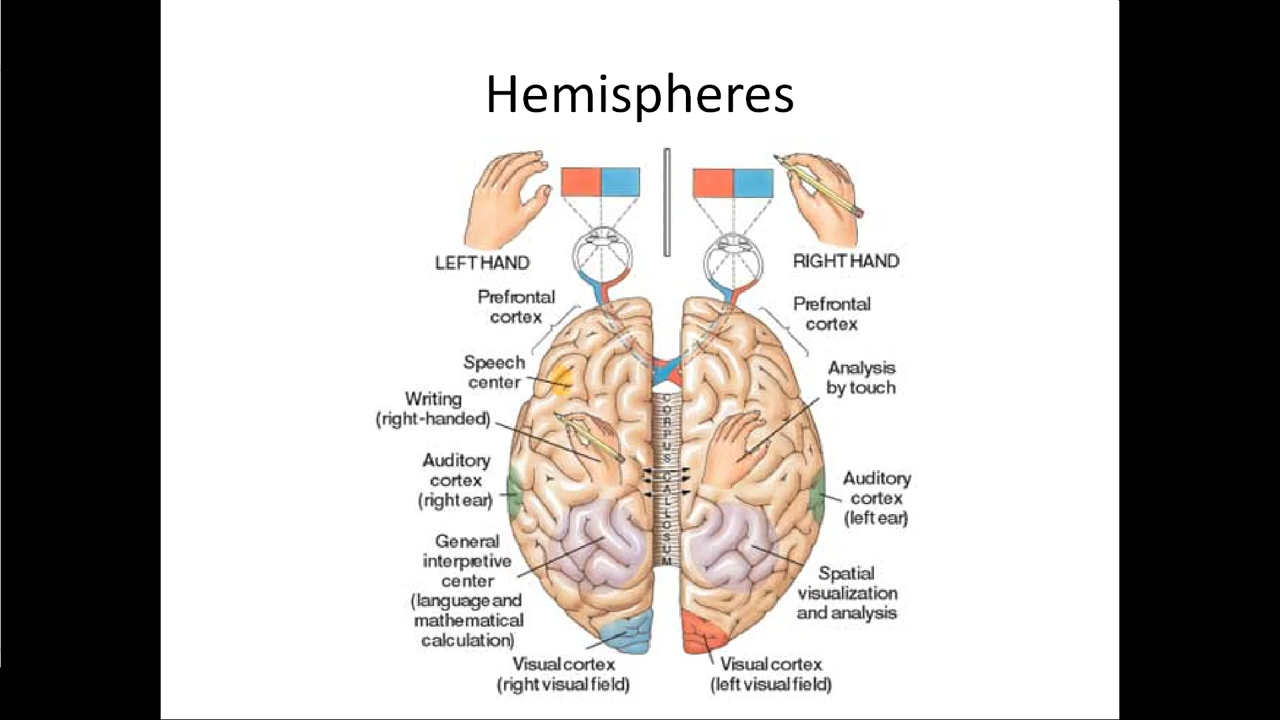 Hemispheres
LEFT HAND
RIGHT HAND
Prefrontal
cortex
Speech
center
Writing
(right-handed)
Auditory
cortex
(right ear)
General
interpretive
center
(language and
mathematical
calculation)
Visual cortex
(right visual field)
CORPUS CALLOSUM
Prefrontal
cortex
Analysis
by touch
Auditory
cortex
(left ear)
Spatial
visualization
and analysis
Visual cortex
(left visual field)